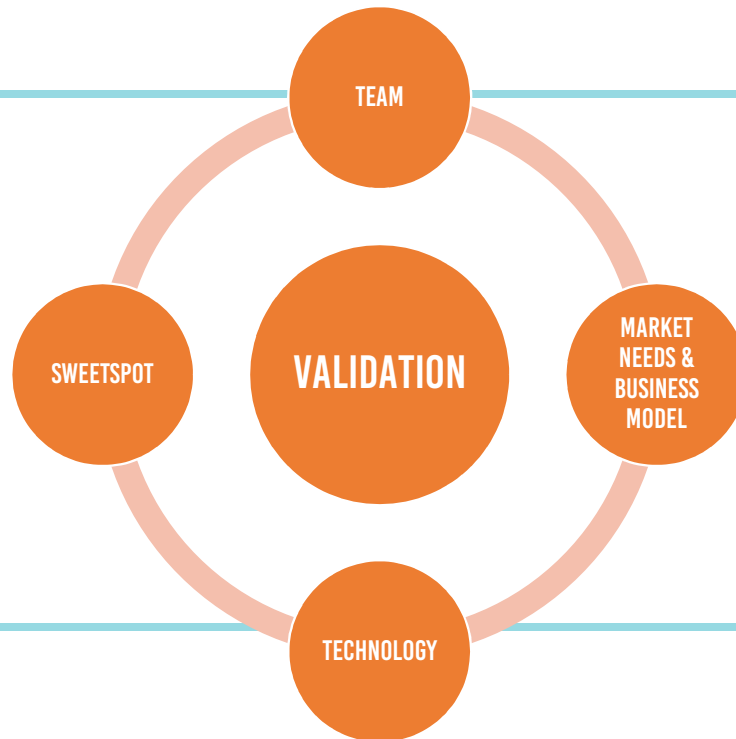 TEAM
SWEETSPOT
VALIDATION
MARKET
NEEDS &
BUSINESS
MODEL
TECHNOLOGY